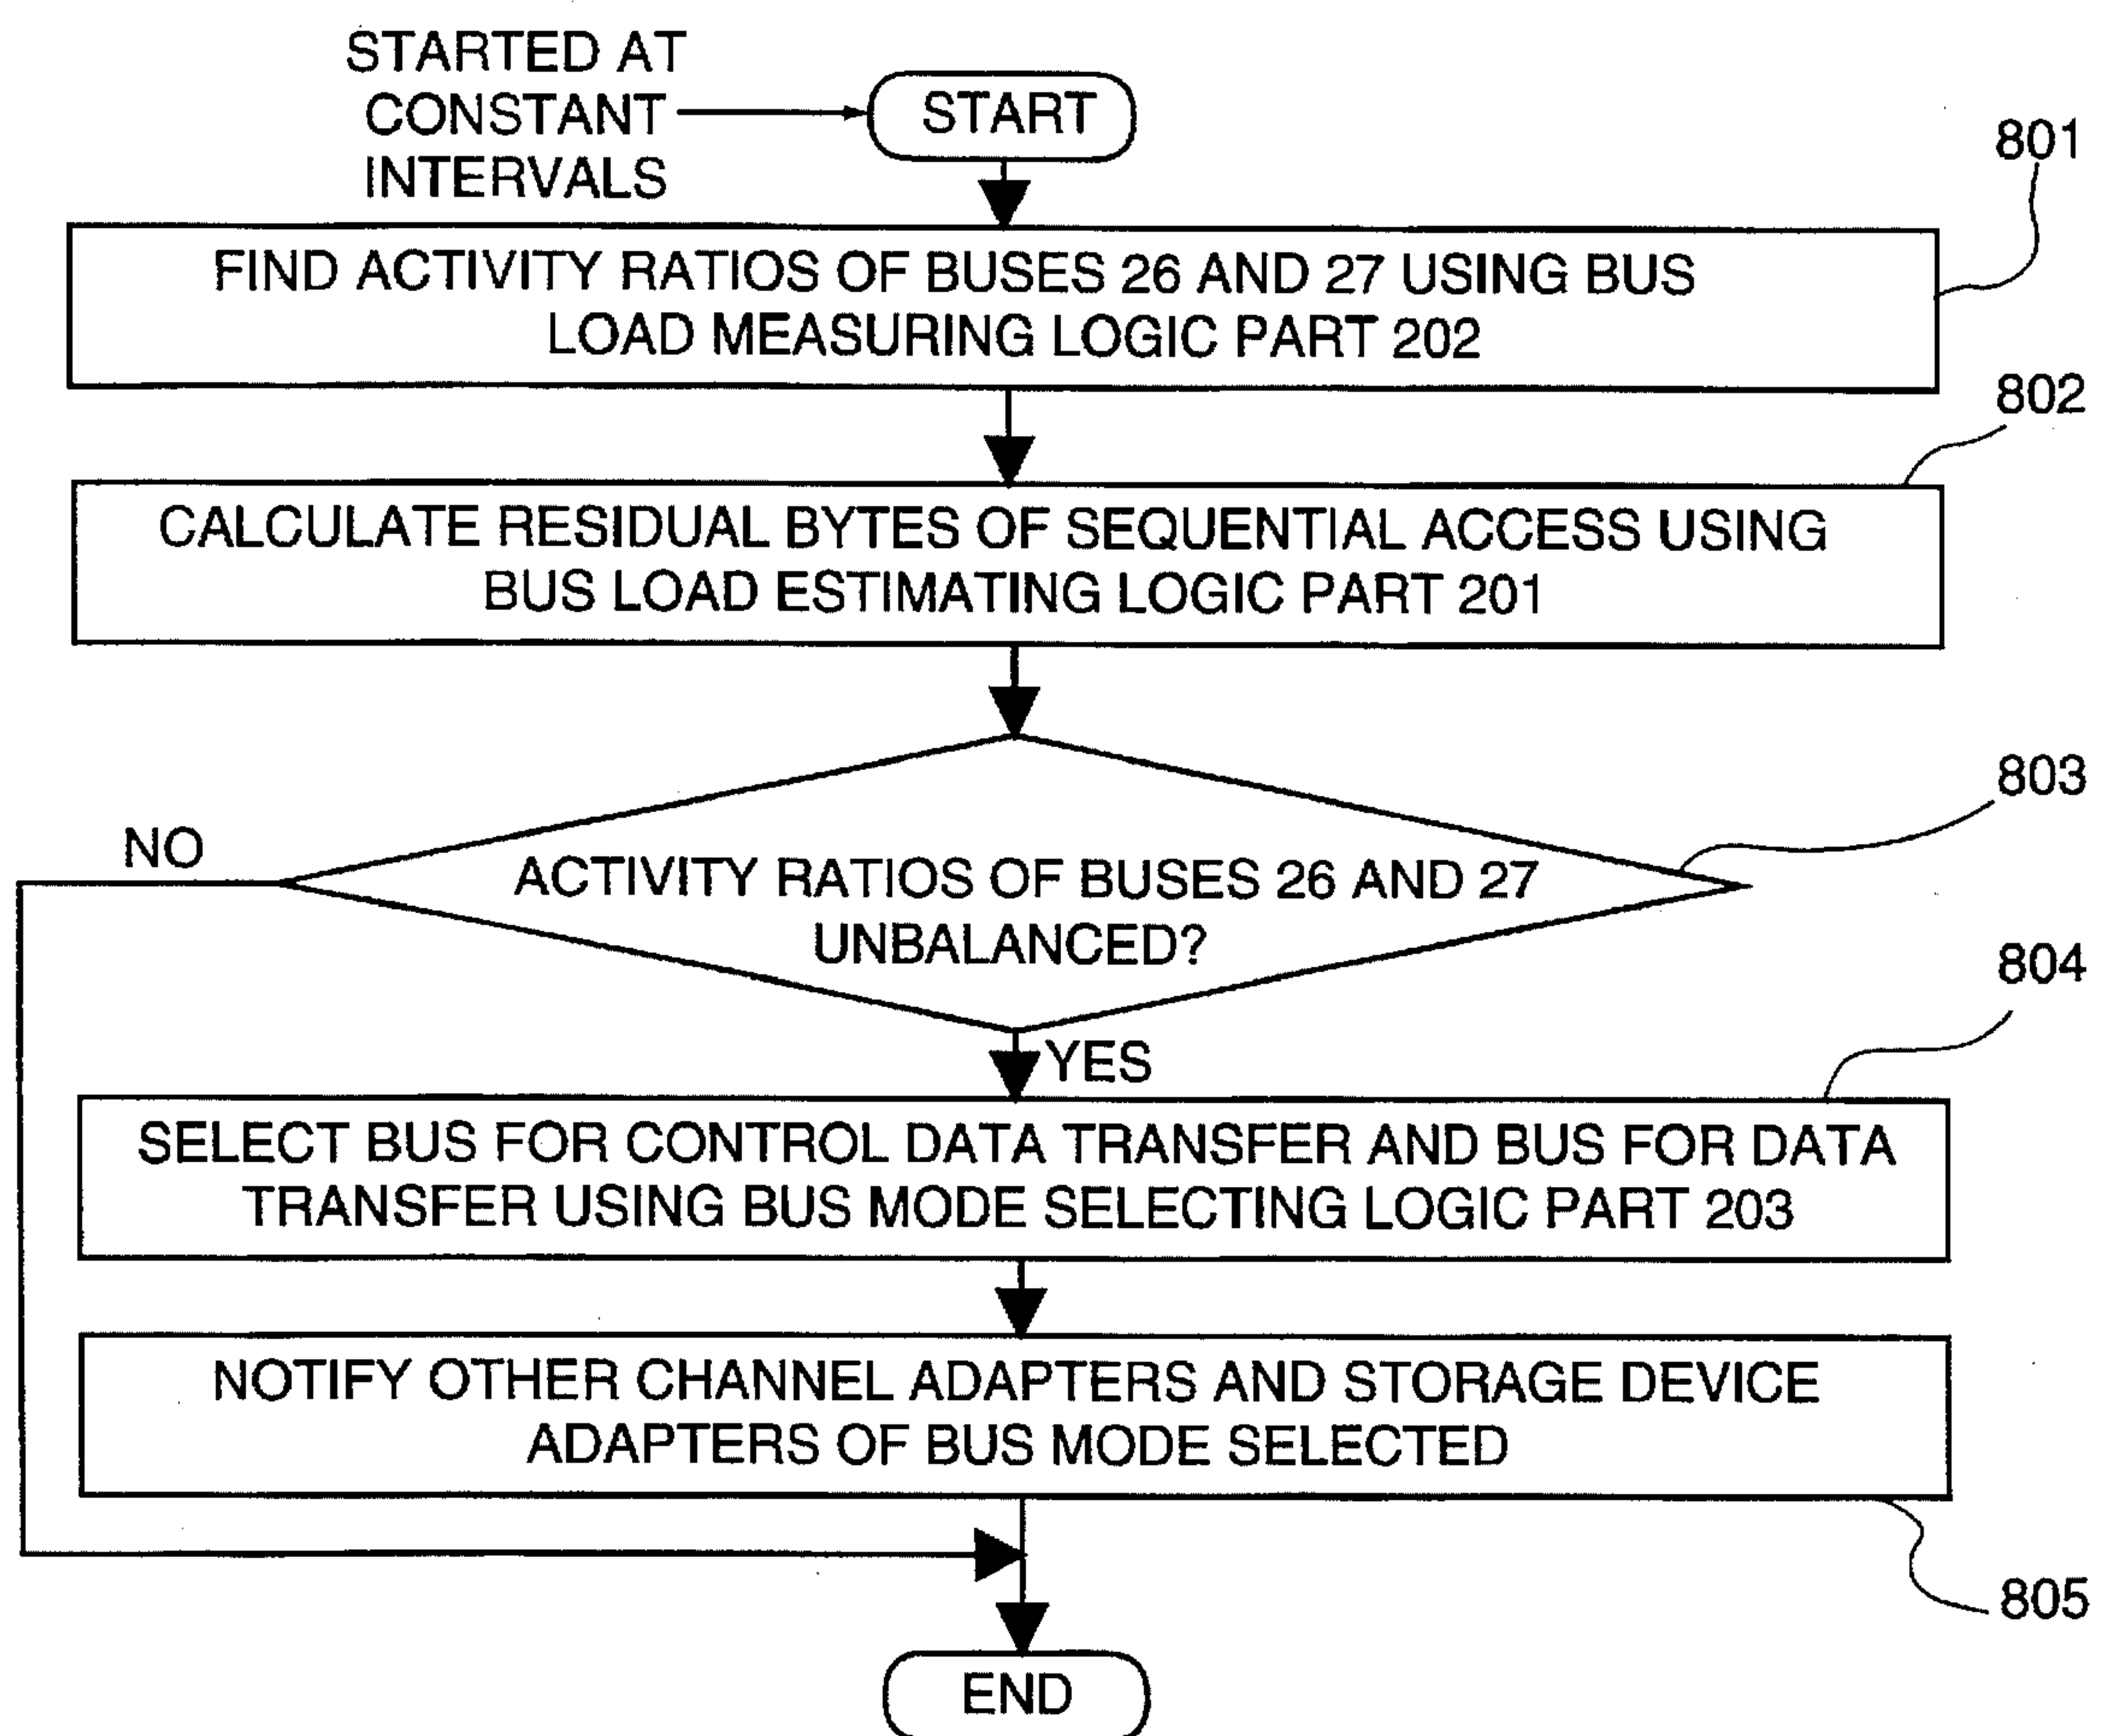 STARTED AT
CONSTANT
INTERVALS
START
801
FIND ACTIVITY RATIOS OF BUSES 26 AND 27 USING BUS
LOAD MEASURING LOGIC PART 202
802
CALCULATE RESIDUAL BYTES OF SEQUENTIAL ACCESS USING
BUS LOAD ESTIMATING LOGIC PART 201
803
NO
ACTIVITY RATIOS OF BUSES 26 AND 27
UNBALANCED?
804
YES
SELECT BUS FOR CONTROL DATA TRANSFER AND BUS FOR DATA
TRANSFER USING BUS MODE SELECTING LOGIC PART 203
NOTIFY OTHER CHANNEL ADAPTERS AND STORAGE DEVICE
ADAPTERS OF BUS MODE SELECTED
805
END